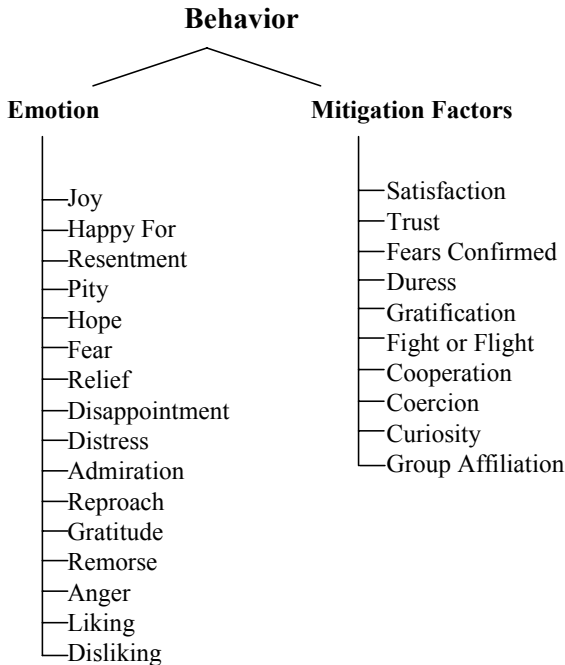 Behavior
Emotion
Joy
Happy For
Resentment
Pity
Hope
Fear
Relief
Disappointment
Distress
Admiration
Reproach
Gratitude
Remorse
Anger
Liking
Disliking
Mitigation Factors
Satisfaction
Trust
Fears Confirmed
Duress
Gratification
Fight or Flight
Cooperation
Coercion
Curiosity
Group Affiliation